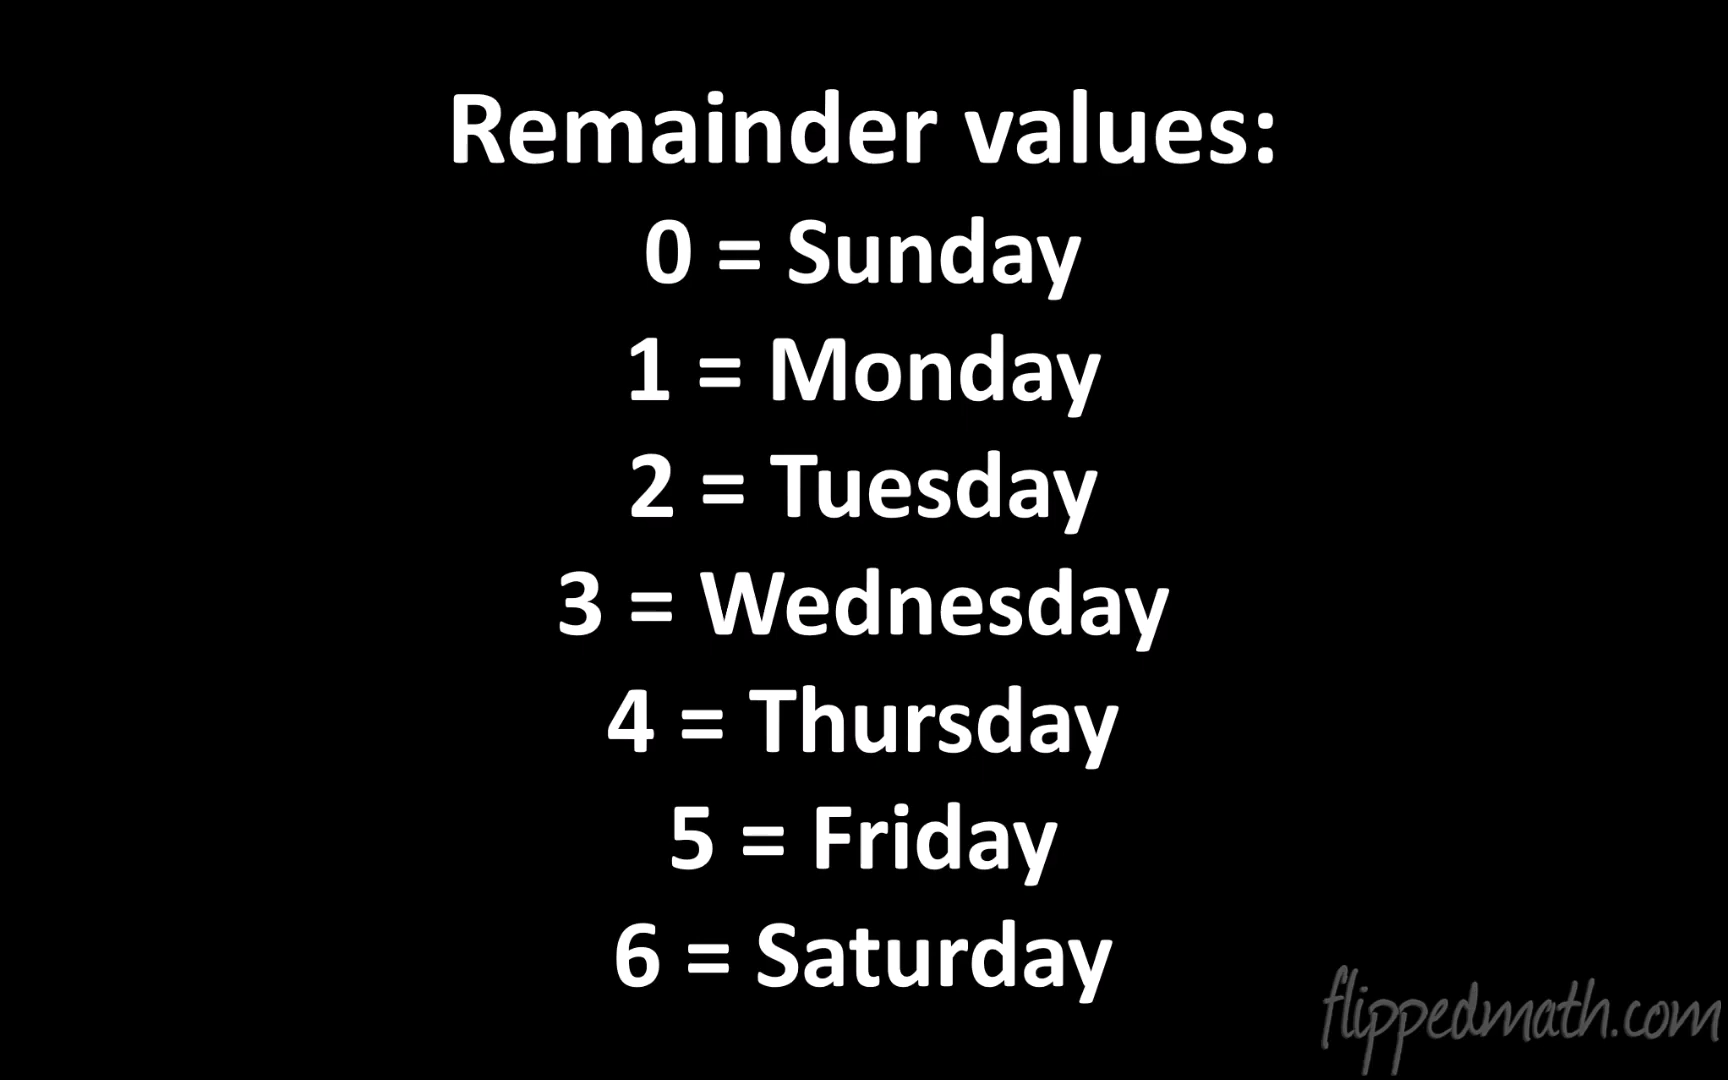 Remainder values:
0 = Sunday
1 = Monday
2 = Tuesday
3 = Wednesday
4 = Thursday
5 = Friday
6 = Saturday
flippedmath.com